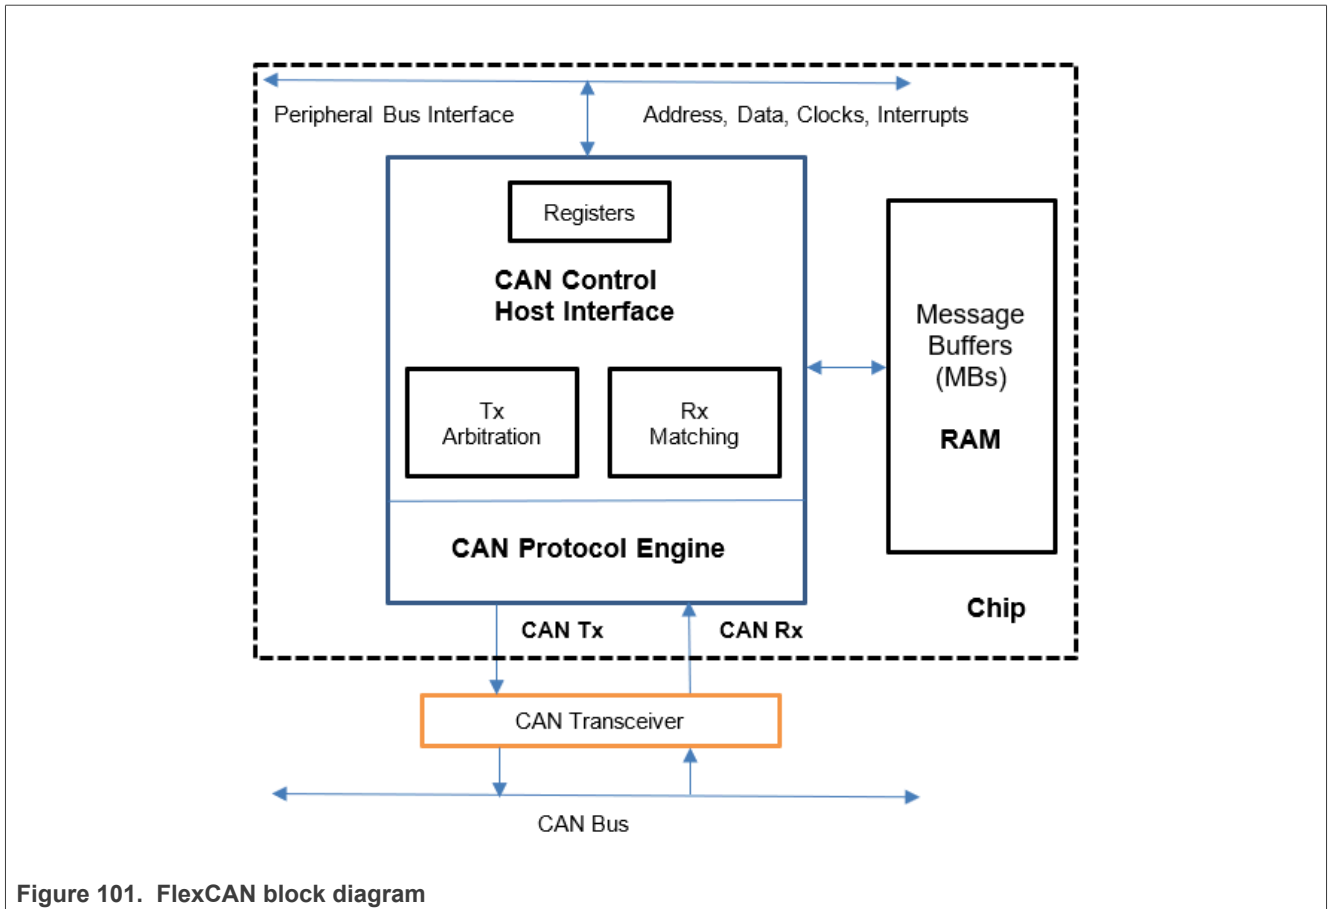 Peripheral Bus Interface
Address, Data, Clocks, Interrupts
Registers
CAN Control
Host Interface
Tx
Arbitration
Rx
Matching
Message
Buffers
(MBs)
RAM
CAN Protocol Engine
Chip
CAN Tx
CAN Rx
CAN Transceiver
CAN Bus
Figure 101. FlexCAN block diagram